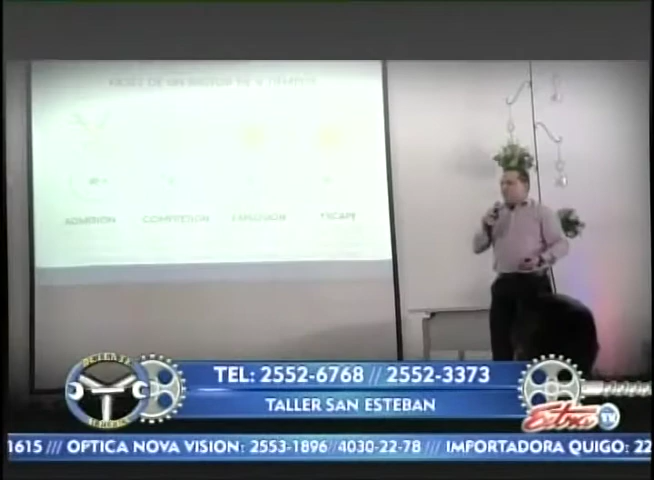 ADMISION COMPRESION EXPLOSION ESCAPE
TEL: 2552-6768 // 2552-3373
TALLER SAN ESTEBAN
Extra TV
1615 /// OPTICA NOVA VISION: 2553-1896 //4030-22-78 /// IMPORTADORA QUIGO: 22